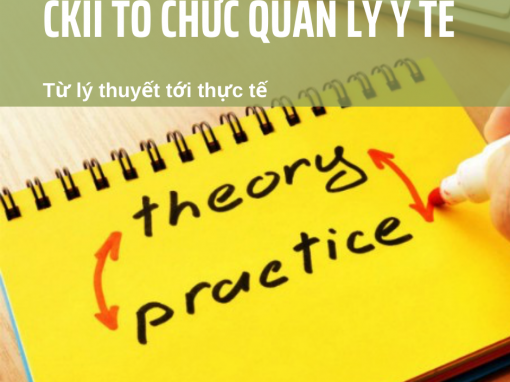 CKII TỔ CHỨC QUẢN LÝ Y TẾ
Từ lý thuyết tới thực tế
theory
practice